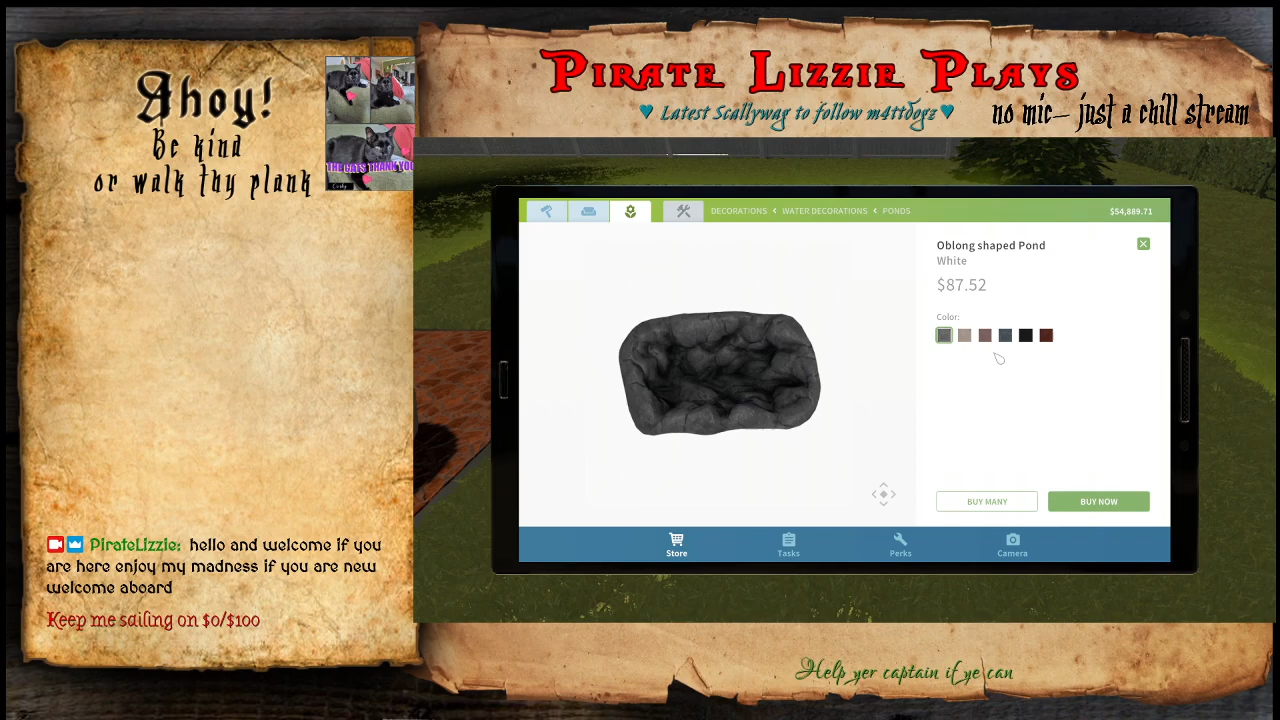 Ahoy!
Be kind
or walk thy plank
THE CATS THANK YOU
Pirate Lizzie Plays
♥ Latest Scallywag to follow m4ttdogz ♥
no mic- just a chill stream
DECORATIONS < WATER DECORATIONS < PONDS
$54,889.71
Oblong shaped Pond
White
$87.52
Color:
BUY MANY
BUY NOW
Store
Tasks
Perks
Camera
PirateLizzie: hello and welcome if you
are here enjoy my madness if you are new
welcome aboard
Keep me sailing on $0/$100
Help yer captain if ye can